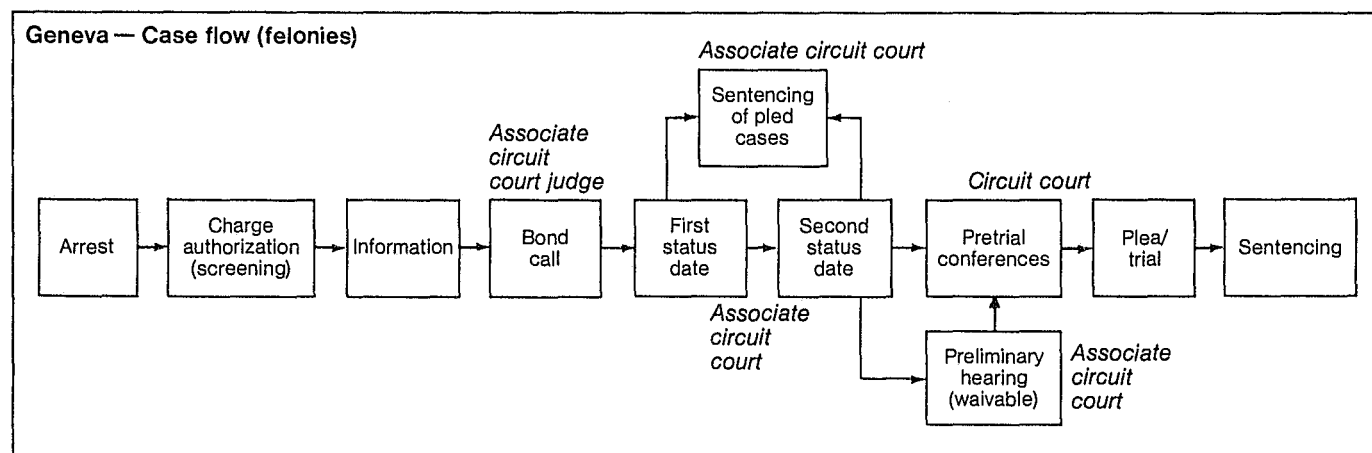 Geneva — Case flow (felonies)
Associate circuit court
Sentencing
of pled
cases
Associate
circuit
court judge
Circuit court
Arrest
Charge
authorization
(screening)
Information
Bond
call
First
status
date
Second
status
date
Pretrial
conferences
Plea/
trial
Sentencing
Associate
circuit
court
Preliminary
hearing
(waivable)
Associate
circuit
court